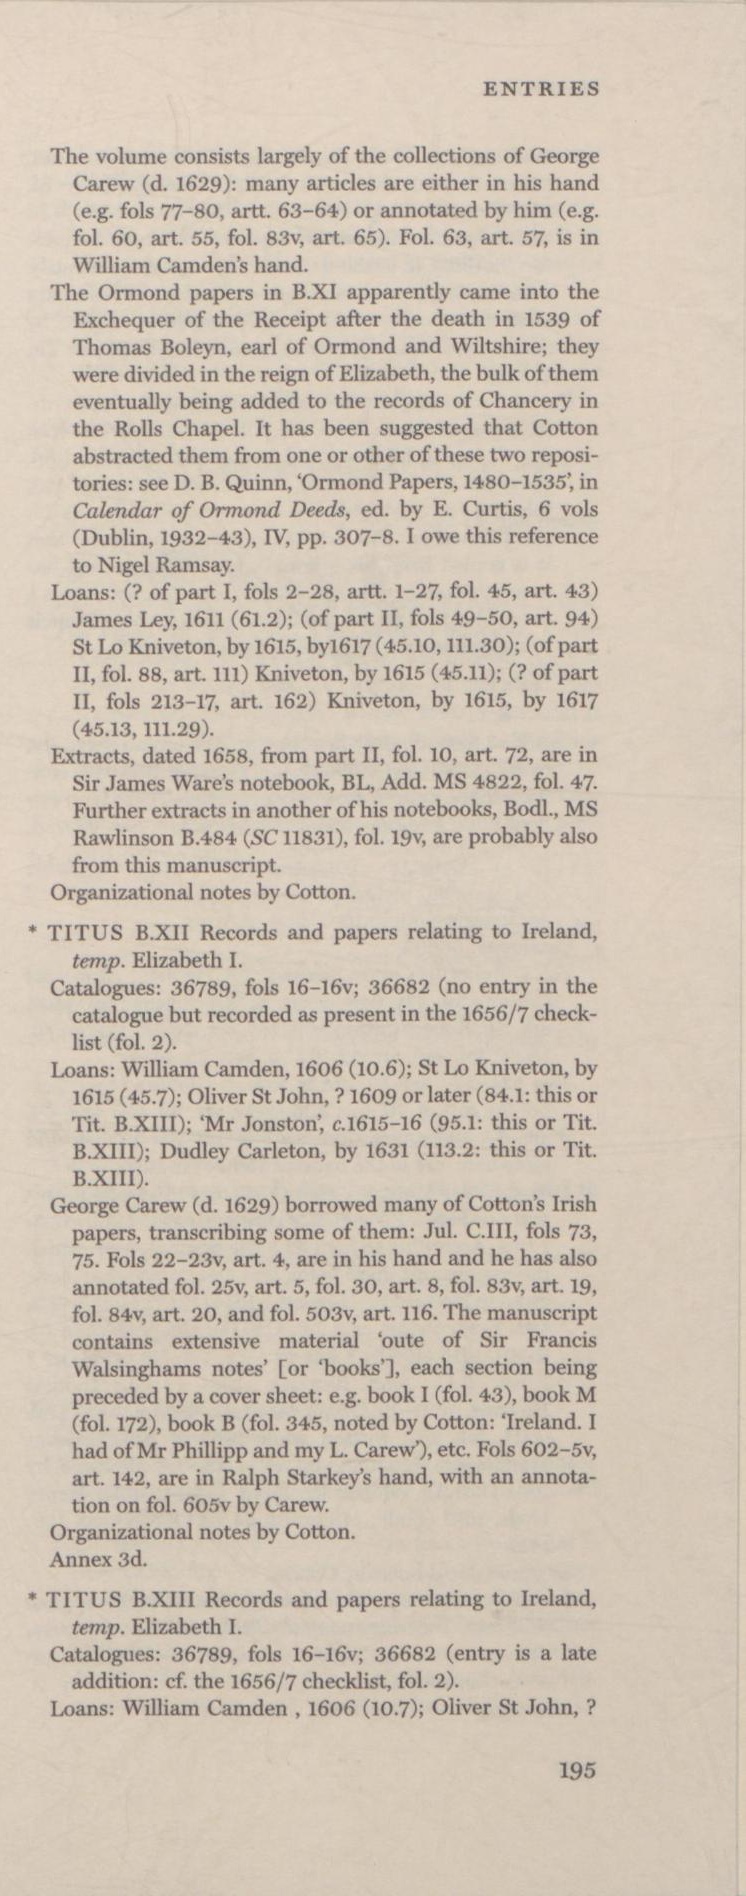 ENTRIES
The volume consists largely of the collections of George
Carew (d. 1629): many articles are either in his hand
(e.g. fols 77–80, artt. 63–64) or annotated by him (e.g.
fol. 60, art. 55, fol. 83v, art. 65). Fol. 63, art. 57, is in
William Camden's hand.
The Ormond papers in B.XI apparently came into the
Exchequer of the Receipt after the death in 1539 of
Thomas Boleyn, earl of Ormond and Wiltshire; they
were divided in the reign of Elizabeth, the bulk of them
eventually being added to the records of Chancery in
the Rolls Chapel. It has been suggested that Cotton
abstracted them from one or other of these two reposi-
tories: see D. B. Quinn, 'Ormond Papers, 1480–1535', in
Calendar of Ormond Deeds, ed. by E. Curtis, 6 vols
(Dublin, 1932–43), IV, pp. 307–8. I owe this reference
to Nigel Ramsay.
Loans: (? of part I, fols 2–28, artt. 1–27, fol. 45, art. 43)
James Ley, 1611 (61.2); (of part II, fols 49–50, art. 94)
St Lo Kniveton, by 1615, by1617 (45.10, 111.30); (of part
II, fol. 88, art. 111) Kniveton, by 1615 (45.11); (? of part
II, fols 213–17, art. 162) Kniveton, by 1615, by 1617
(45.13, 111.29).
Extracts, dated 1658, from part II, fol. 10, art. 72, are in
Sir James Ware's notebook, BL, Add. MS 4822, fol. 47.
Further extracts in another of his notebooks, Bodl., MS
Rawlinson B.484 (SC 11831), fol. 19v, are probably also
from this manuscript.
Organizational notes by Cotton.
* TITUS B.XII Records and papers relating to Ireland,
temp. Elizabeth I.
Catalogues: 36789, fols 16–16v; 36682 (no entry in the
catalogue but recorded as present in the 1656/7 check-
list (fol. 2).
Loans: William Camden, 1606 (10.6); St Lo Kniveton, by
1615 (45.7); Oliver St John, ? 1609 or later (84.1: this or
Tit. B.XIII); 'Mr Jonston', c.1615–16 (95.1: this or Tit.
B.XIII); Dudley Carleton, by 1631 (113.2: this or Tit.
B.XIII).
George Carew (d. 1629) borrowed many of Cotton's Irish
papers, transcribing some of them: Jul. C.III, fols 73,
75. Fols 22–23v, art. 4, are in his hand and he has also
annotated fol. 25v, art. 5, fol. 30, art. 8, fol. 83v, art. 19,
fol. 84v, art. 20, and fol. 503v, art. 116. The manuscript
contains extensive material 'oute of Sir Francis
Walsinghams notes' [or 'books'], each section being
preceded by a cover sheet: e.g. book I (fol. 43), book M
(fol. 172), book B (fol. 345, noted by Cotton: 'Ireland. I
had of Mr Phillipp and my L. Carew'), etc. Fols 602–5v,
art. 142, are in Ralph Starkey's hand, with an annota-
tion on fol. 605v by Carew.
Organizational notes by Cotton.
Annex 3d.
* TITUS B.XIII Records and papers relating to Ireland,
temp. Elizabeth I.
Catalogues: 36789, fols 16–16v; 36682 (entry is a late
addition: cf. the 1656/7 checklist, fol. 2).
Loans: William Camden , 1606 (10.7); Oliver St John, ?
195